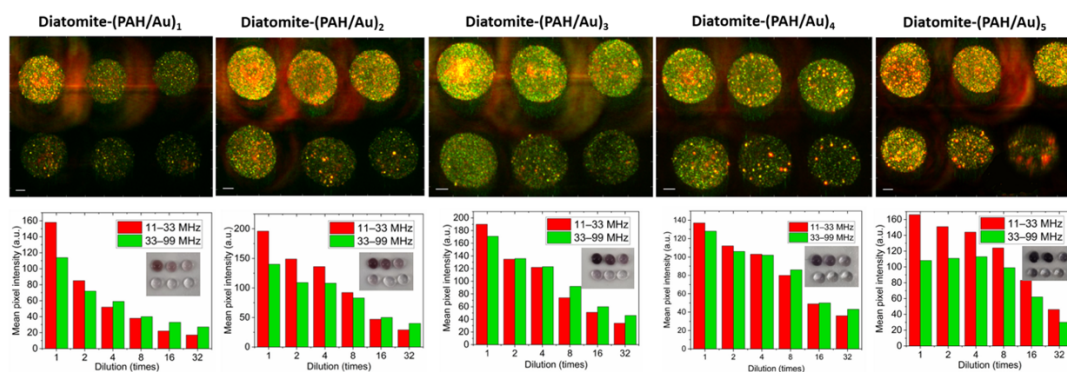 Diatomite-(PAH/Au)₁
Diatomite-(PAH/Au)₂
Diatomite-(PAH/Au)₃
Diatomite-(PAH/Au)₄
Diatomite-(PAH/Au)₅
Mean pixel intensity (a.u.)
160
140
120
100
80
60
40
20
0
11–33 MHz
33–99 MHz
1 2 4 8 16 32
Dilution (times)
Mean pixel intensity (a.u.)
200
150
100
50
0
11–33 MHz
33–99 MHz
1 2 4 8 16 32
Dilution (times)
Mean pixel intensity (a.u.)
200
180
160
140
120
100
80
60
40
20
0
11–33 MHz
33–99 MHz
1 2 4 8 16 32
Dilution (times)
Mean pixel intensity (a.u.)
140
120
100
80
60
40
20
0
11–33 MHz
33–99 MHz
1 2 4 8 16 32
Dilution (times)
Mean pixel intensity (a.u.)
160
140
120
100
80
60
40
20
0
11–33 MHz
33–99 MHz
1 2 4 8 16 32
Dilution (times)